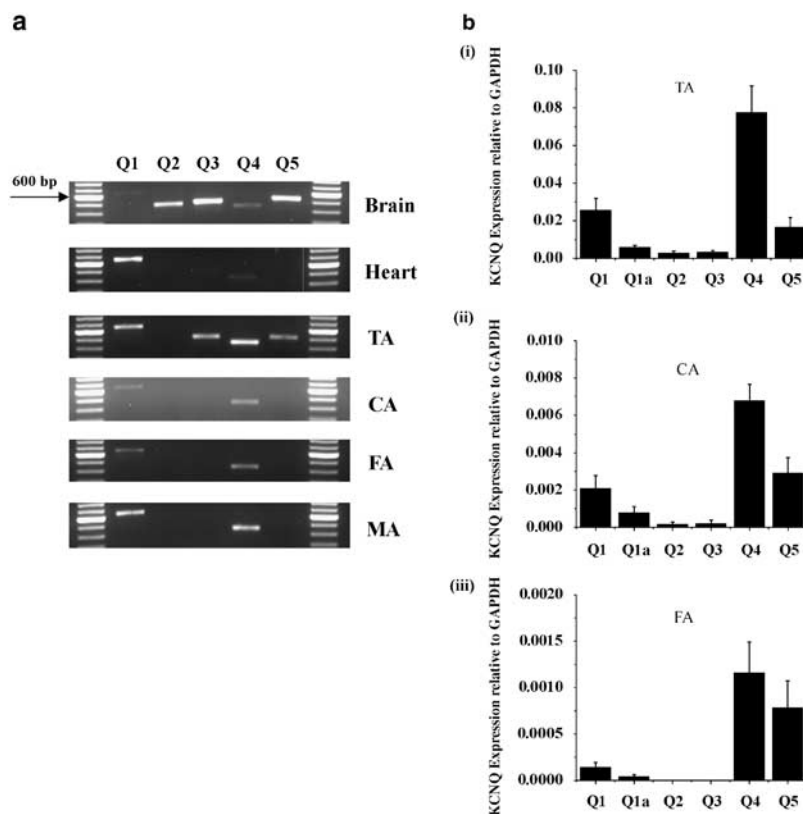 a
Q1 Q2 Q3 Q4 Q5
600 bp
Brain
Heart
TA
CA
FA
MA
b
(i)
KCNQ Expression relative to GAPDH
TA
0.10
0.08
0.06
0.04
0.02
0.00
Q1 Q1a Q2 Q3 Q4 Q5
(ii)
KCNQ Expression relative to GAPDH
CA
0.010
0.008
0.006
0.004
0.002
0.000
Q1 Q1a Q2 Q3 Q4 Q5
(iii)
KCNQ Expression relative to GAPDH
FA
0.0020
0.0015
0.0010
0.0005
0.0000
Q1 Q1a Q2 Q3 Q4 Q5